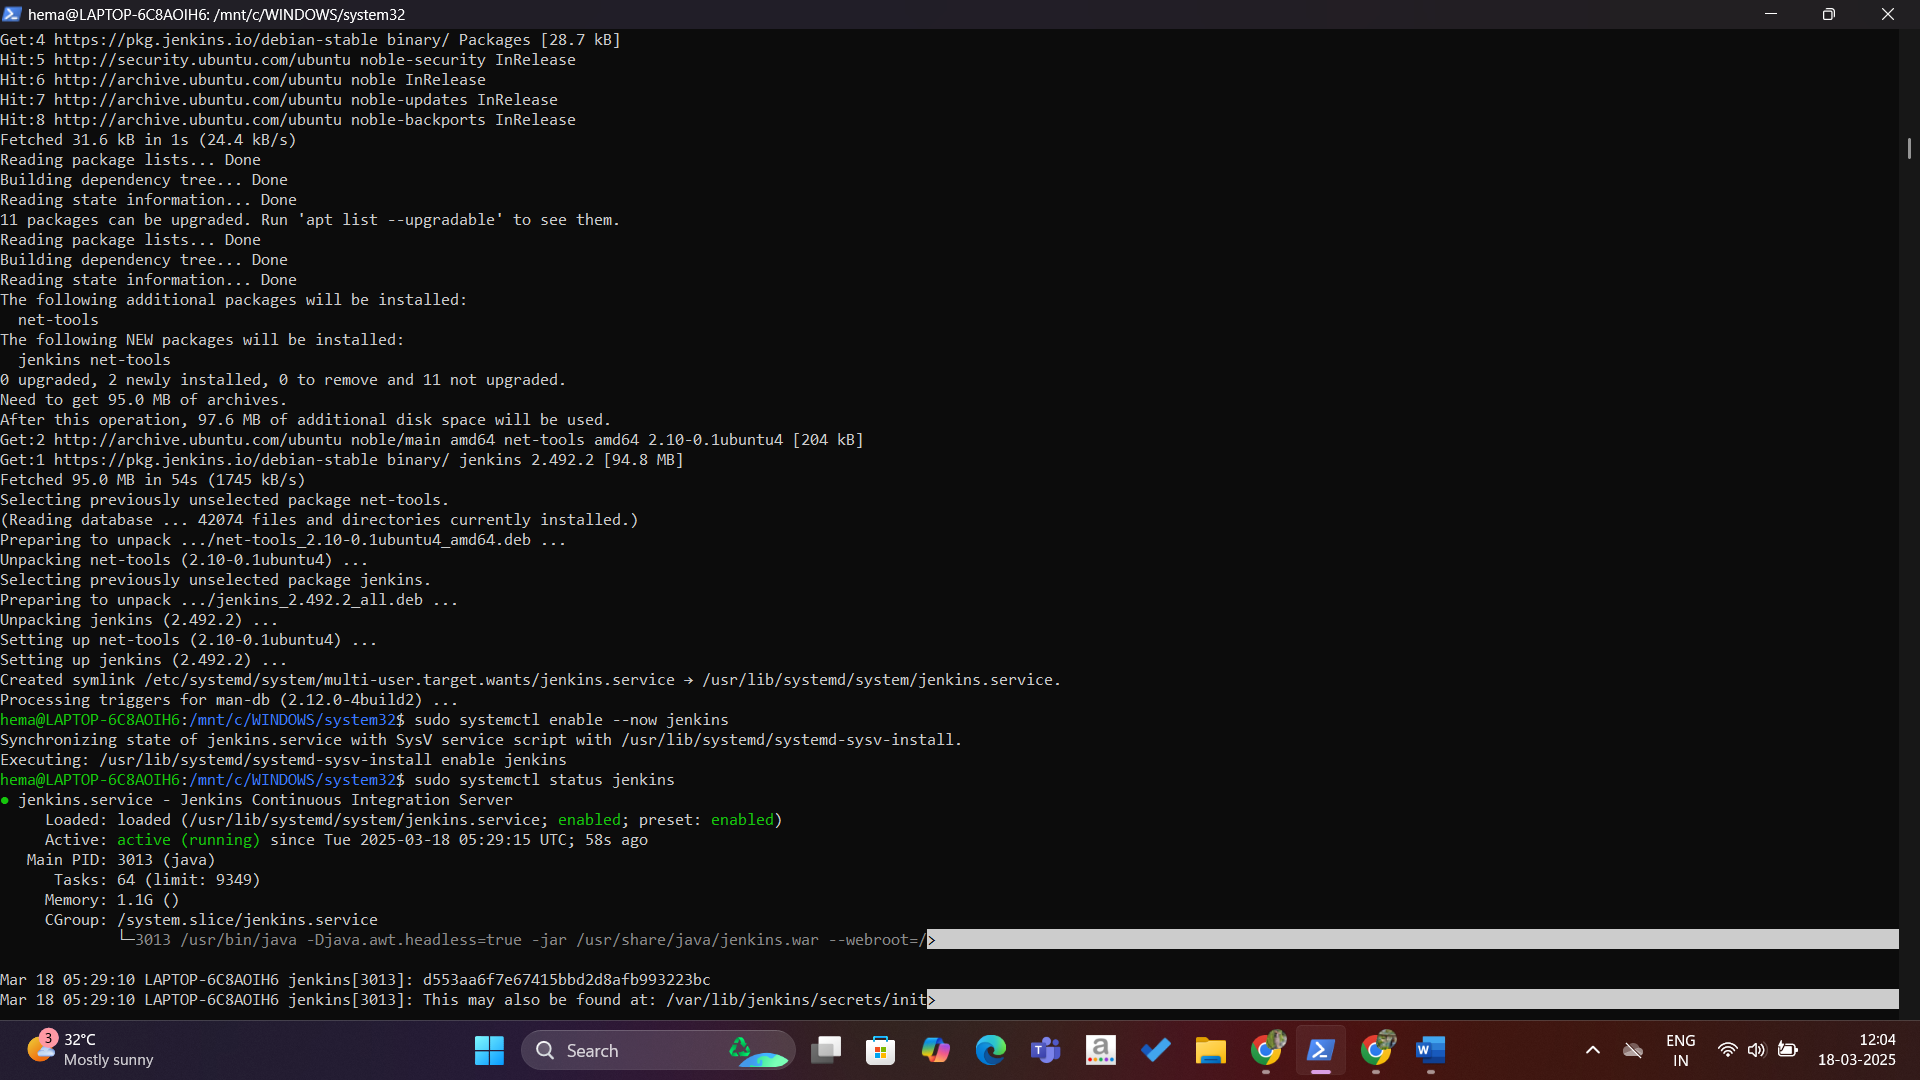 hema@LAPTOP-6C8AOIH6: /mnt/c/WINDOWS/system32
Get:4 https://pkg.jenkins.io/debian-stable binary/ Packages [28.7 kB]
Hit:5 http://security.ubuntu.com/ubuntu noble-security InRelease
Hit:6 http://archive.ubuntu.com/ubuntu noble InRelease
Hit:7 http://archive.ubuntu.com/ubuntu noble-updates InRelease
Hit:8 http://archive.ubuntu.com/ubuntu noble-backports InRelease
Fetched 31.6 kB in 1s (24.4 kB/s)
Reading package lists... Done
Building dependency tree... Done
Reading state information... Done
11 packages can be upgraded. Run 'apt list --upgradable' to see them.
Reading package lists... Done
Building dependency tree... Done
Reading state information... Done
The following additional packages will be installed:
  net-tools
The following NEW packages will be installed:
  jenkins net-tools
0 upgraded, 2 newly installed, 0 to remove and 11 not upgraded.
Need to get 95.0 MB of archives.
After this operation, 97.6 MB of additional disk space will be used.
Get:2 http://archive.ubuntu.com/ubuntu noble/main amd64 net-tools amd64 2.10-0.1ubuntu4 [204 kB]
Get:1 https://pkg.jenkins.io/debian-stable binary/ jenkins 2.492.2 [94.8 MB]
Fetched 95.0 MB in 54s (1745 kB/s)
Selecting previously unselected package net-tools.
(Reading database ... 42074 files and directories currently installed.)
Preparing to unpack .../net-tools_2.10-0.1ubuntu4_amd64.deb ...
Unpacking net-tools (2.10-0.1ubuntu4) ...
Selecting previously unselected package jenkins.
Preparing to unpack .../jenkins_2.492.2_all.deb ...
Unpacking jenkins (2.492.2) ...
Setting up net-tools (2.10-0.1ubuntu4) ...
Setting up jenkins (2.492.2) ...
Created symlink /etc/systemd/system/multi-user.target.wants/jenkins.service → /usr/lib/systemd/system/jenkins.service.
Processing triggers for man-db (2.12.0-4build2) ...
hema@LAPTOP-6C8AOIH6:/mnt/c/WINDOWS/system32$ sudo systemctl enable --now jenkins
Synchronizing state of jenkins.service with SysV service script with /usr/lib/systemd/systemd-sysv-install.
Executing: /usr/lib/systemd/systemd-sysv-install enable jenkins
hema@LAPTOP-6C8AOIH6:/mnt/c/WINDOWS/system32$ sudo systemctl status jenkins
● jenkins.service - Jenkins Continuous Integration Server
     Loaded: loaded (/usr/lib/systemd/system/jenkins.service; enabled; preset: enabled)
     Active: active (running) since Tue 2025-03-18 05:29:15 UTC; 58s ago
   Main PID: 3013 (java)
      Tasks: 64 (limit: 9349)
     Memory: 1.1G ()
     CGroup: /system.slice/jenkins.service
             └─3013 /usr/bin/java -Djava.awt.headless=true -jar /usr/share/java/jenkins.war --webroot=/>
Mar 18 05:29:10 LAPTOP-6C8AOIH6 jenkins[3013]: d553aa6f7e67415bbd2d8afb993223bc
Mar 18 05:29:10 LAPTOP-6C8AOIH6 jenkins[3013]: This may also be found at: /var/lib/jenkins/secrets/init>
3
32°C
Mostly sunny
Search
ENG
IN
12:04
18-03-2025